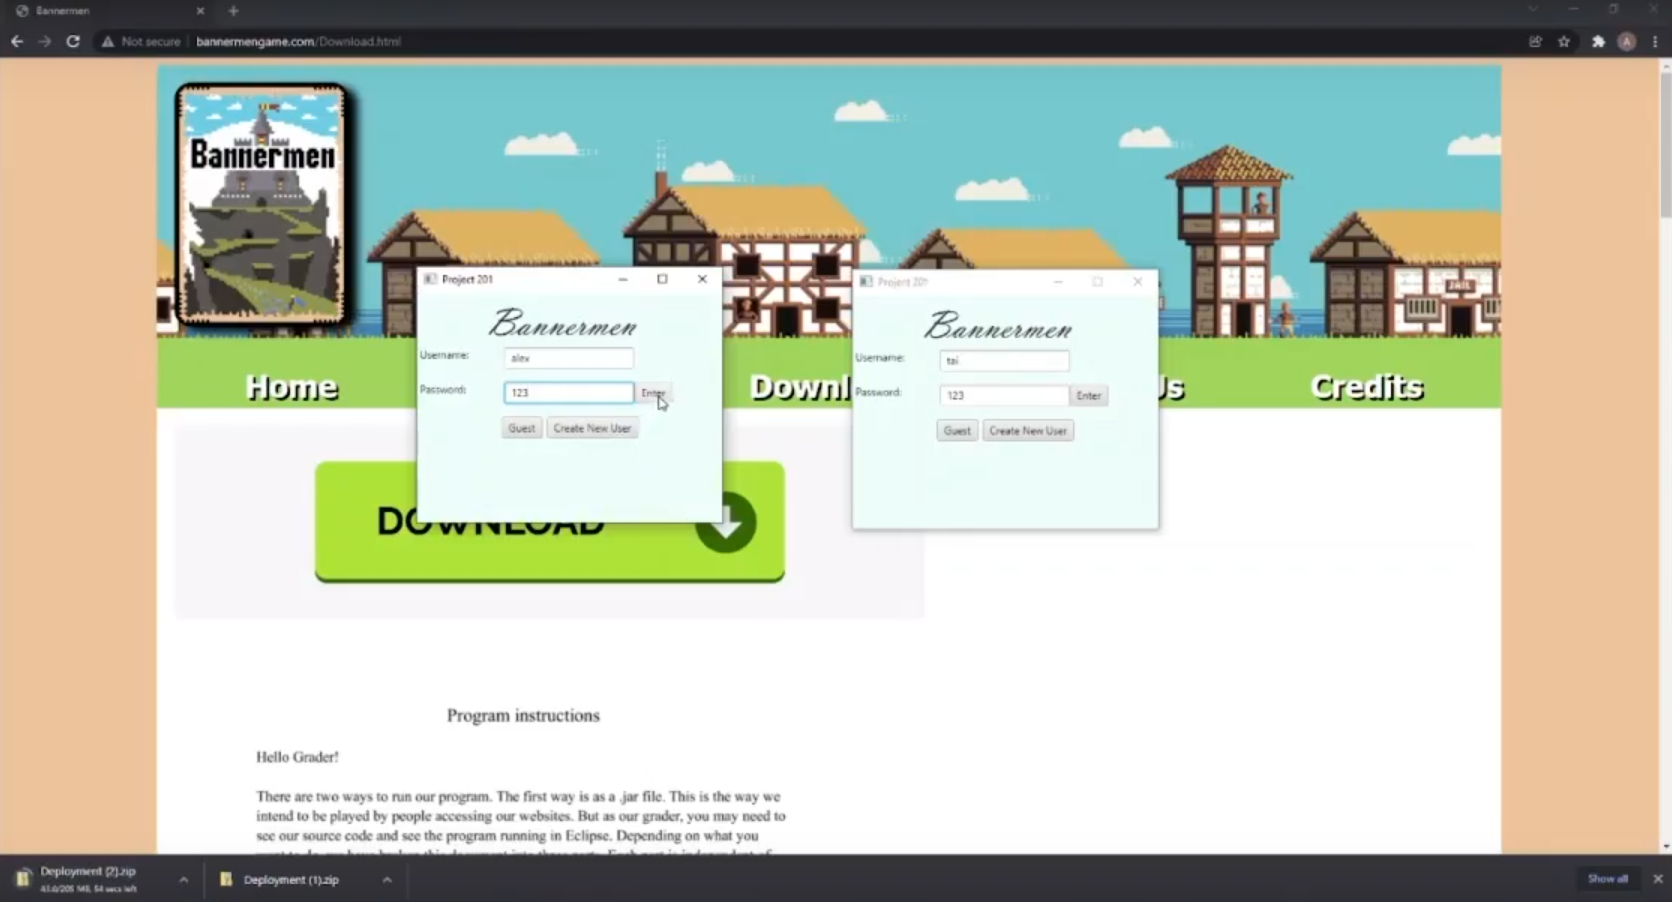 Bannermen
Not secure
bannermengame.com/Download.html
A
Bannermen
JAIL
Project 201
Bannermen
Username:
alex
Password:
123
Enter
Guest
Create New User
Project 201
Bannermen
Username:
tai
Password:
123
Enter
Guest
Create New User
Home
Downl
Us
Credits
DOWNLOAD
Program instructions
Hello Grader!
There are two ways to run our program. The first way is as a .jar file. This is the way we
intend to be played by people accessing our websites. But as our grader, you may need to
see our source code and see the program running in Eclipse. Depending on what you
Deployment (2).zip
MB, 54 secs left
Deployment (1).zip
Show all